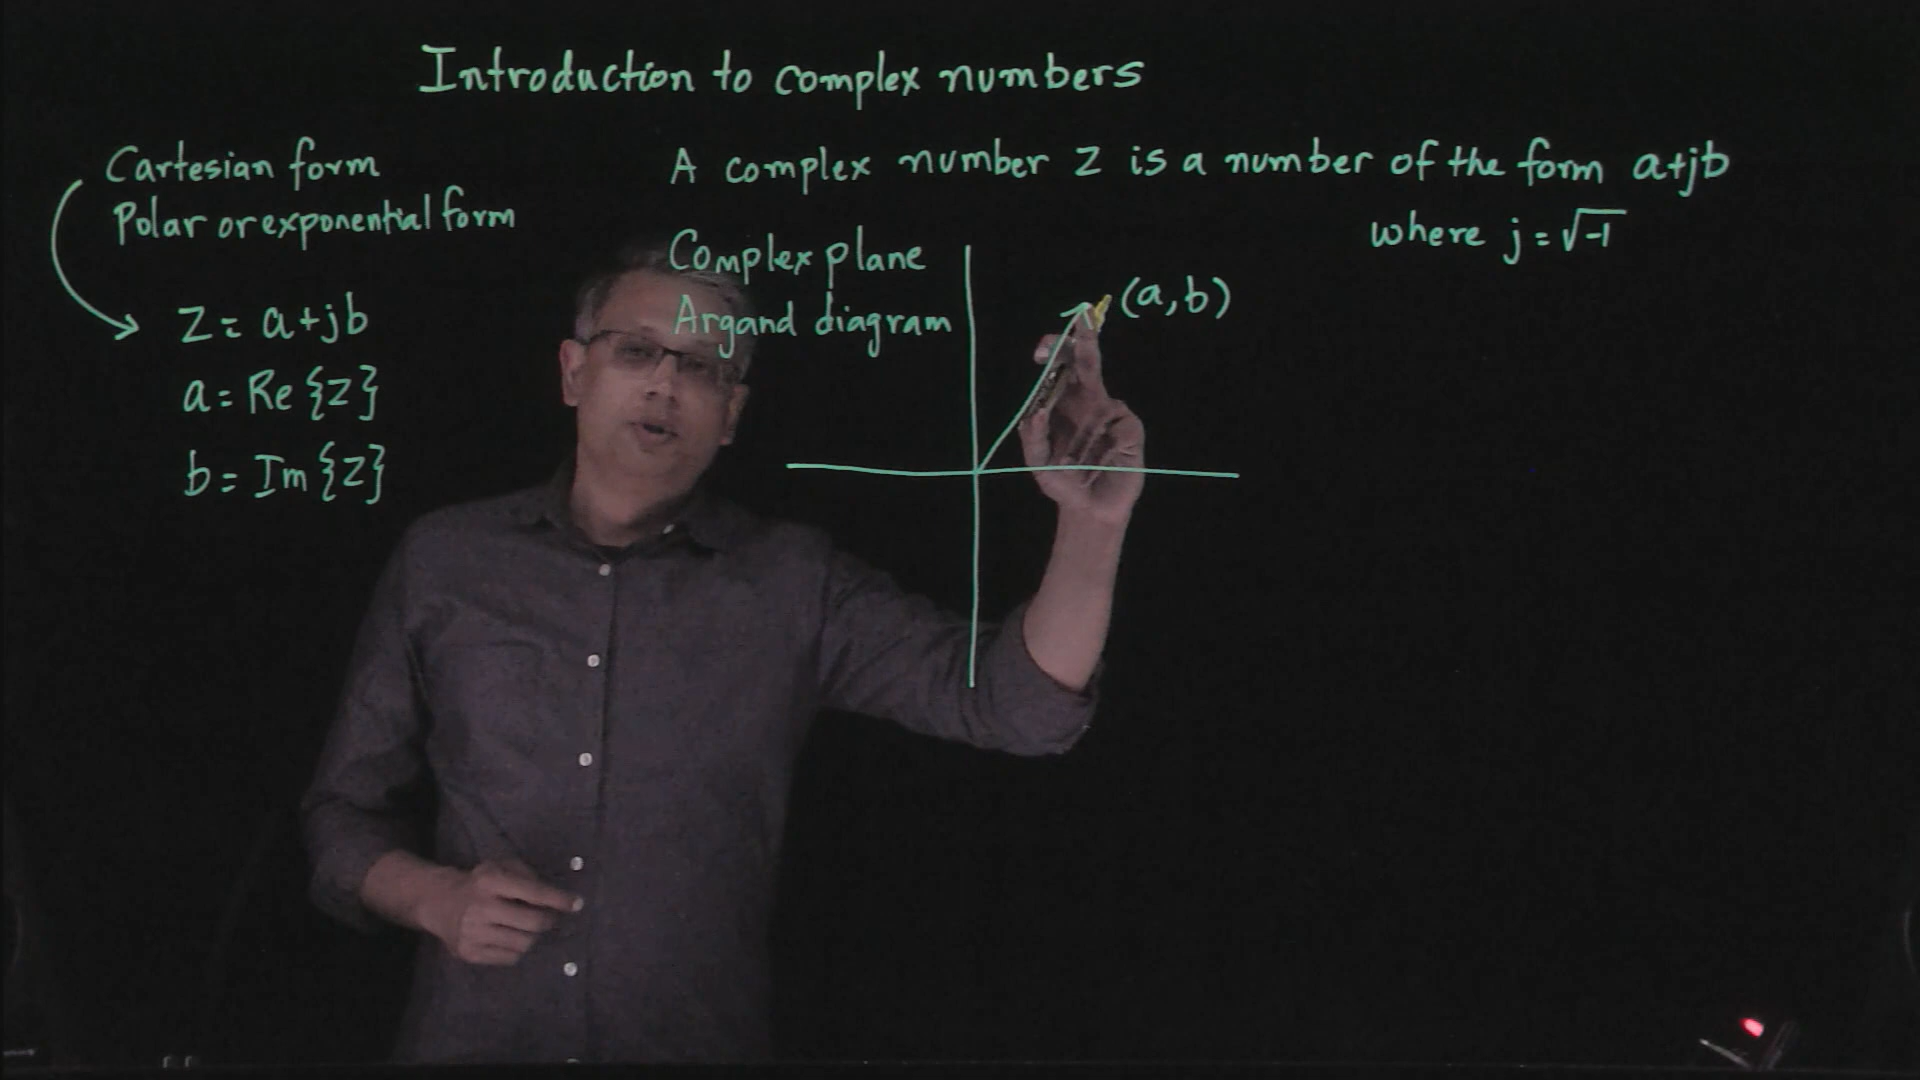 Introduction to complex numbers
Cartesian form
Polar or exponential form
z = a+jb
a = Re {z}
b = Im {z}
A complex number z is a number of the form a+jb
where j = √-1
Complex plane
Argand diagram
(a,b)